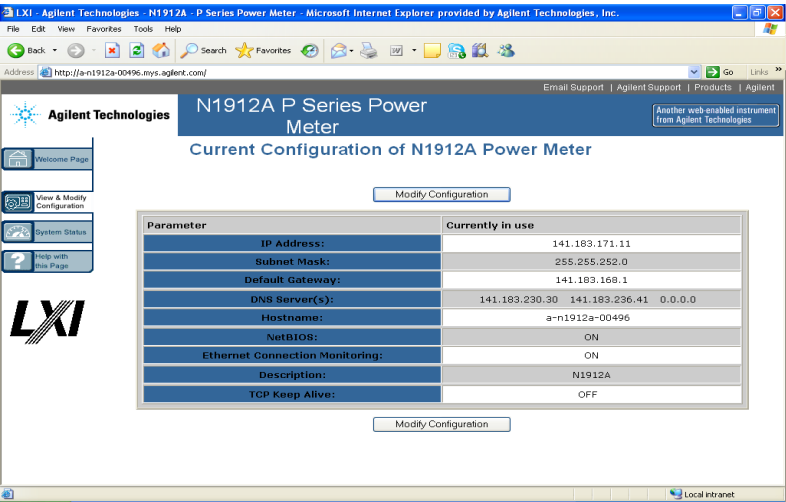 LXI - Agilent Technologies - N1912A - P Series Power Meter - Microsoft Internet Explorer provided by Agilent Technologies, Inc.
File Edit View Favorites Tools Help
Back Search Favorites
Address http://a-n1912a-00496.mys.agilent.com/ Go Links »
Email Support | Agilent Support | Products | Agilent
Agilent Technologies
N1912A P Series Power
Meter
Another web-enabled instrument
from Agilent Technologies
Welcome Page
View & Modify
Configuration
System Status
Help with
this Page
LXI
Current Configuration of N1912A Power Meter
Modify Configuration
Parameter Currently in use
IP Address: 141.183.171.11
Subnet Mask: 255.255.252.0
Default Gateway: 141.183.168.1
DNS Server(s): 141.183.230.30 141.183.236.41 0.0.0.0
Hostname: a-n1912a-00496
NetBIOS: ON
Ethernet Connection Monitoring: ON
Description: N1912A
TCP Keep Alive: OFF
Modify Configuration
Local intranet